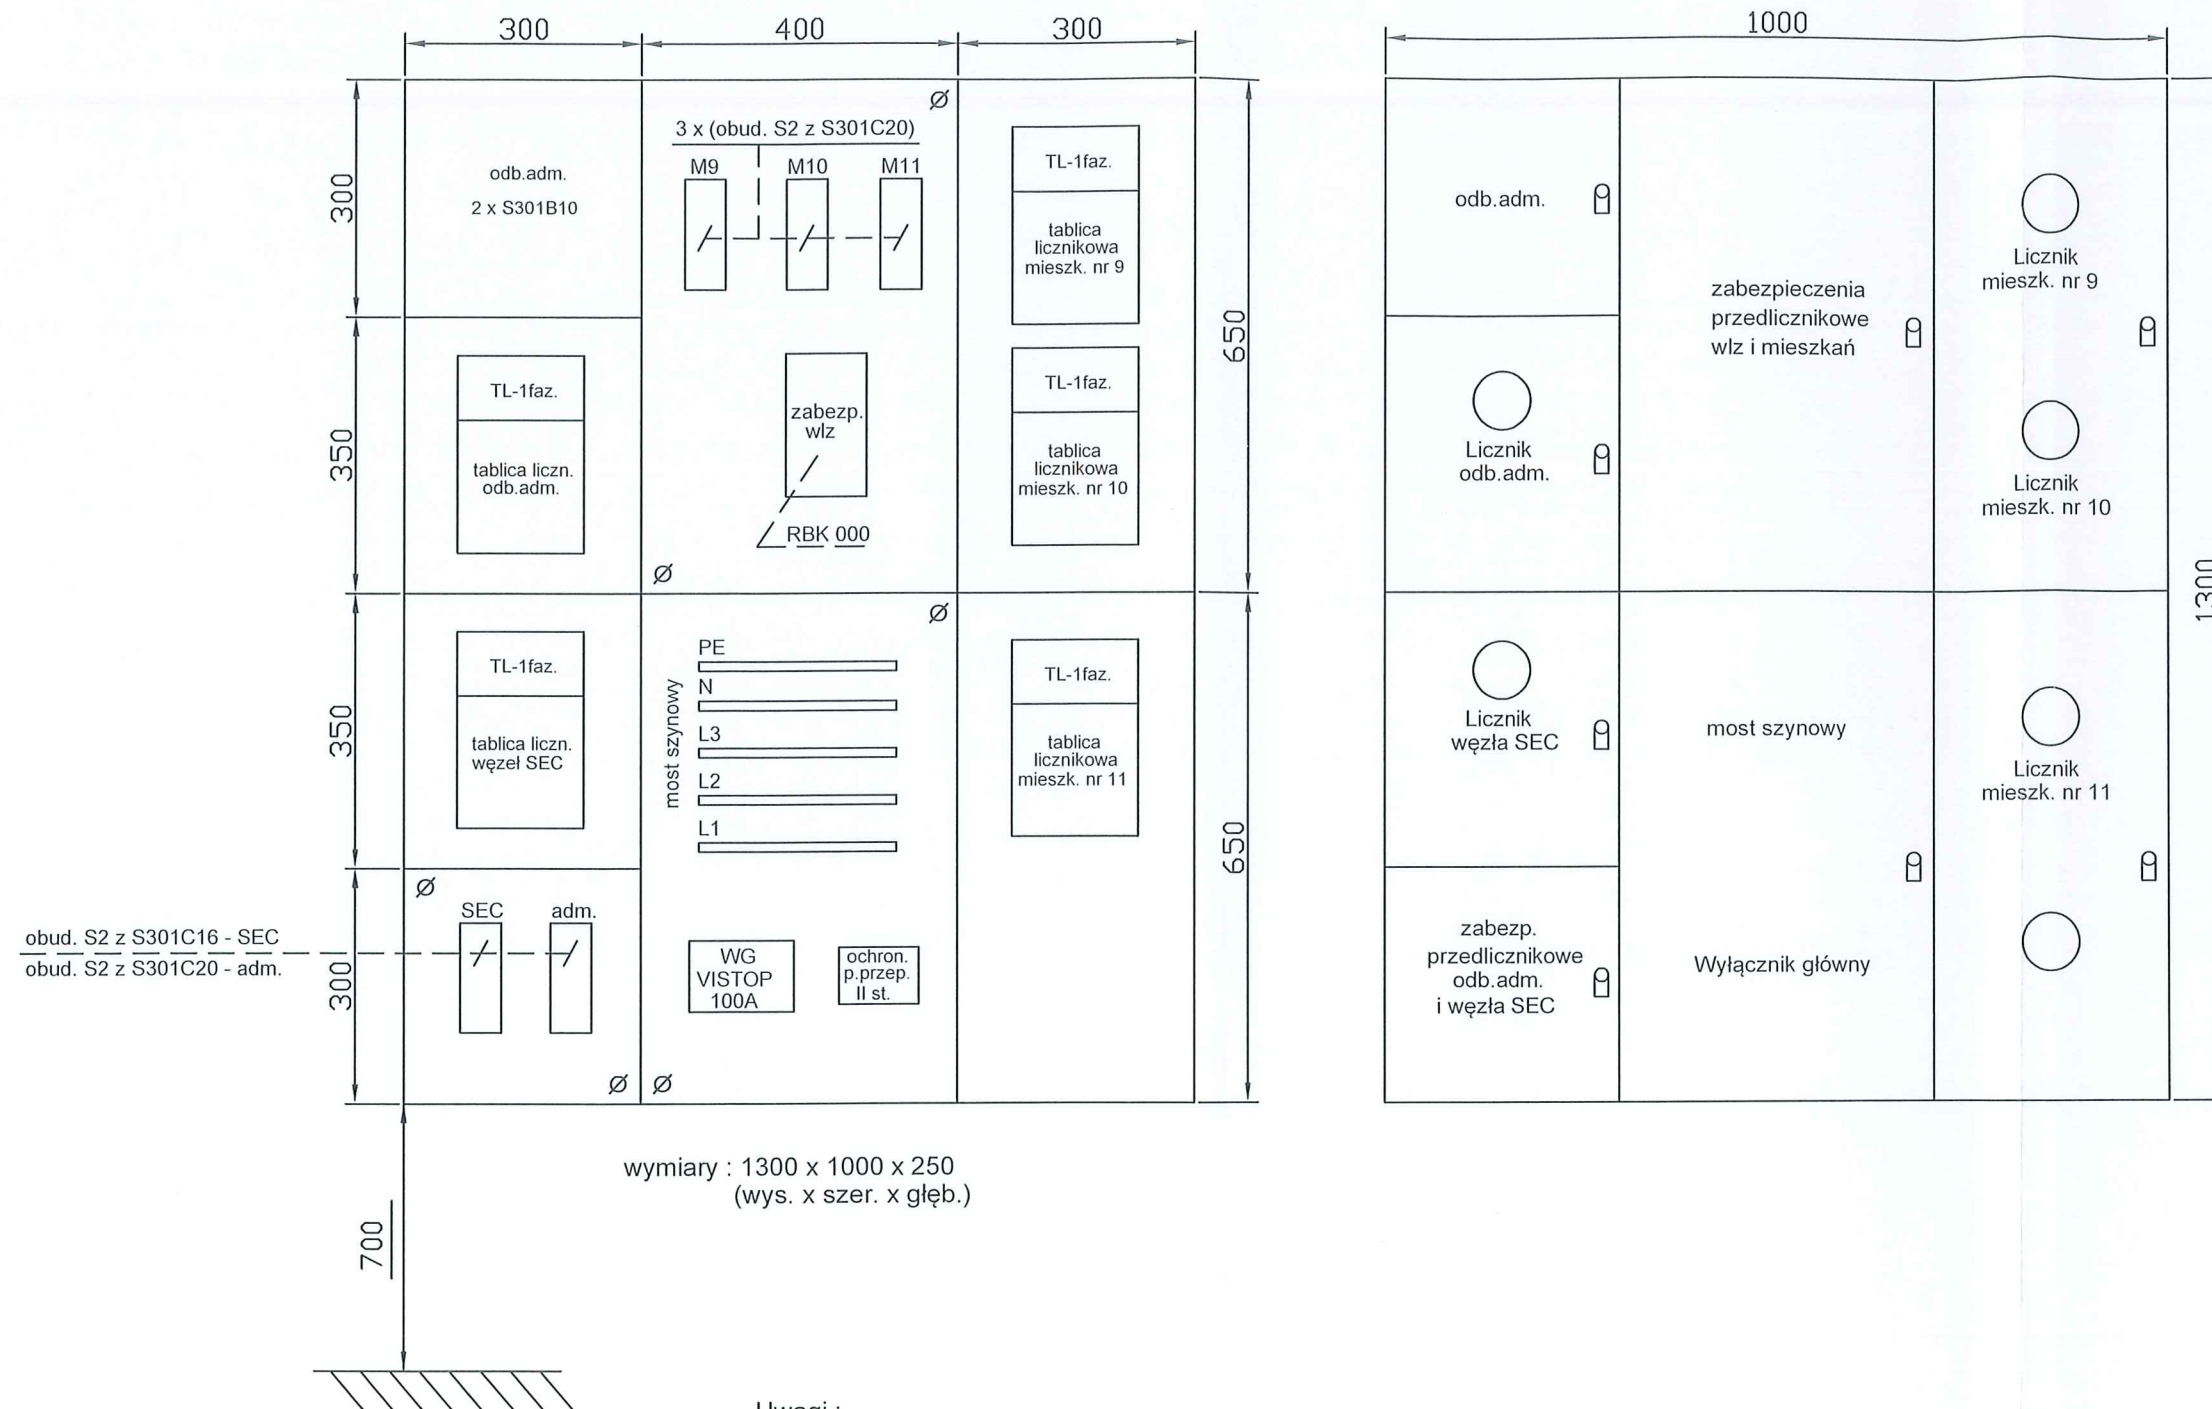 300
400
300
1000
300
350
350
300
700
650
650
1300
odb.adm.
2 x S301B10
3 x (obud. S2 z S301C20)
M9
M10
M11
TL-1faz.
tablica
licznikowa
mieszk. nr 9
TL-1faz.
tablica liczn.
odb.adm.
zabezp.
wlz
RBK 000
TL-1faz.
tablica
licznikowa
mieszk. nr 10
TL-1faz.
tablica liczn.
węzeł SEC
most szynowy
PE
N
L3
L2
L1
TL-1faz.
tablica
licznikowa
mieszk. nr 11
SEC
adm.
obud. S2 z S301C16 - SEC
obud. S2 z S301C20 - adm.
WG
VISTOP
100A
ochron.
p.przep.
II st.
odb.adm.
zabezpieczenia
przedlicznikowe
wlz i mieszkań
Licznik
mieszk. nr 9
Licznik
odb.adm.
Licznik
mieszk. nr 10
Licznik
węzła SEC
most szynowy
Licznik
mieszk. nr 11
zabezp.
przedlicznikowe
odb.adm.
i węzła SEC
Wyłącznik główny
wymiary : 1300 x 1000 x 250
(wys. x szer. x głęb.)
Uwagi :